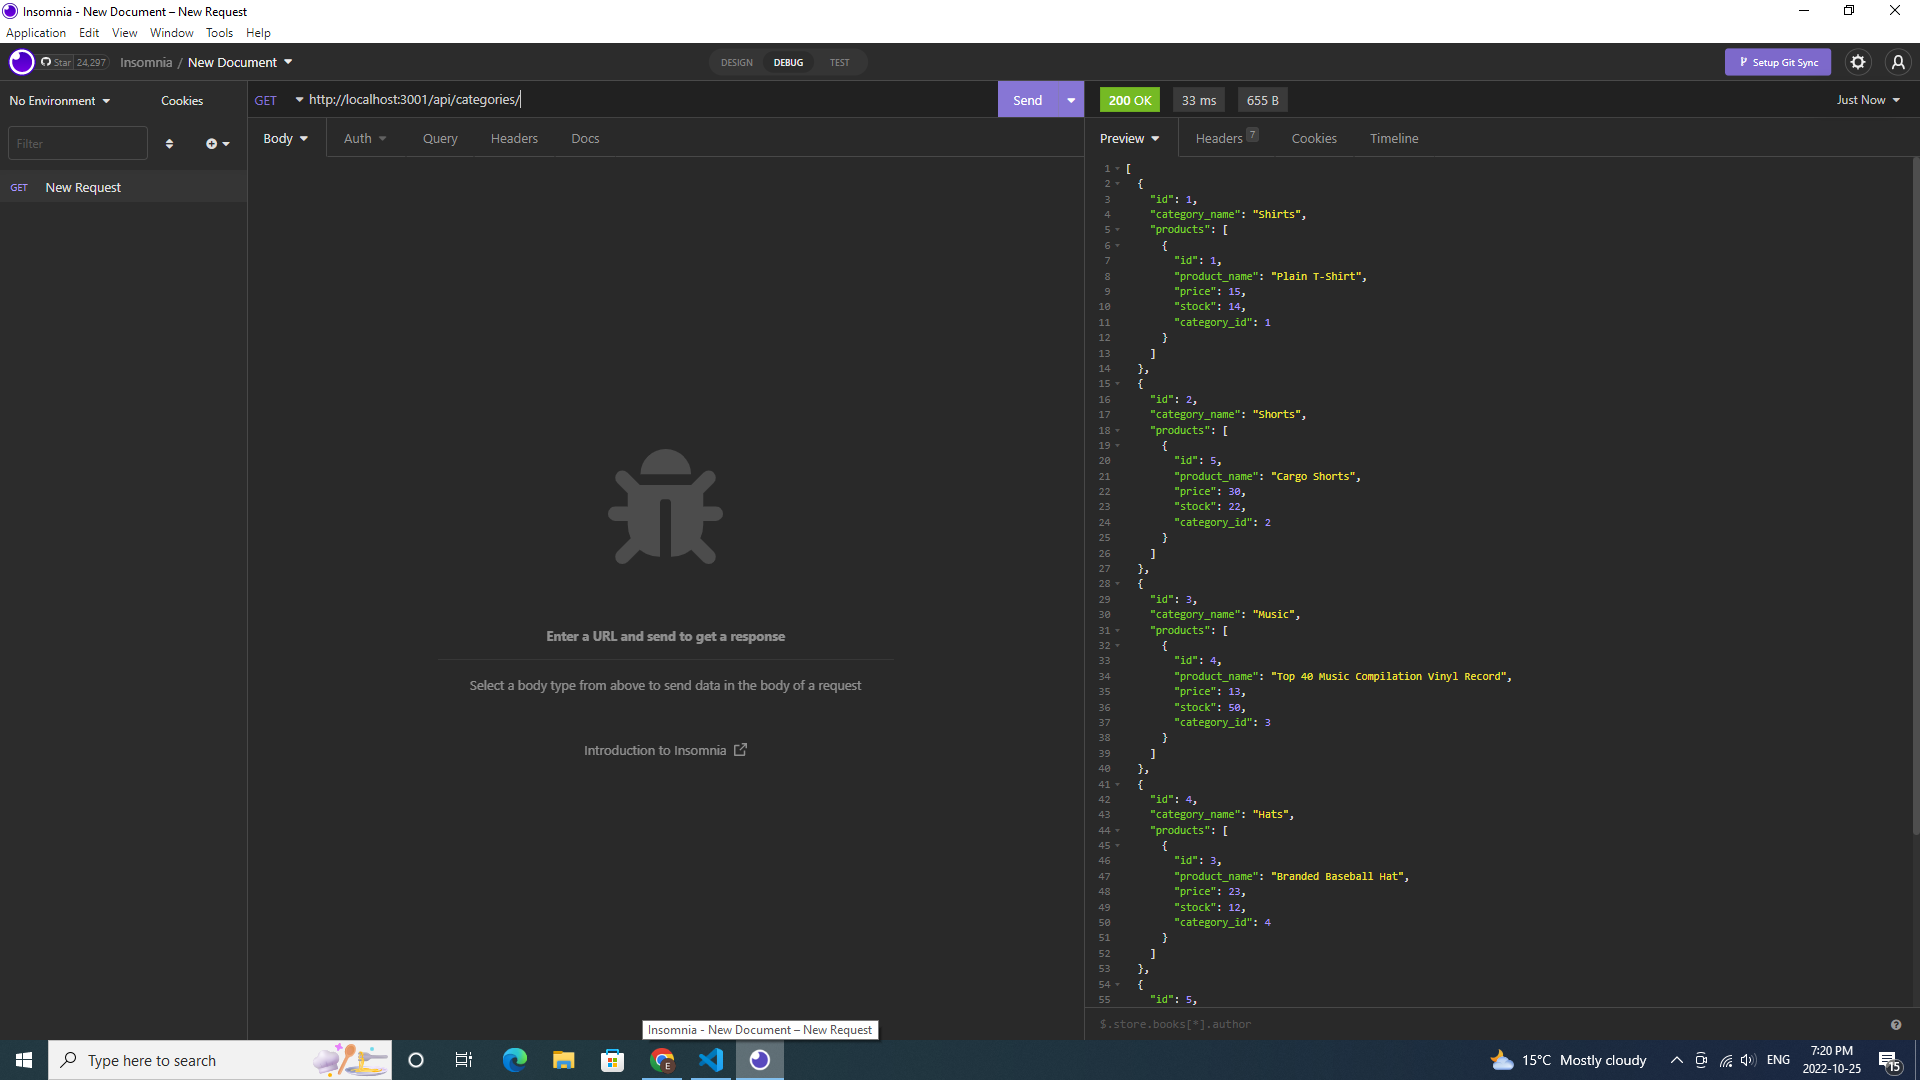 Insomnia - New Document – New Request
Application Edit View Window Tools Help
Star 24,297 Insomnia / New Document DESIGN DEBUG TEST Setup Git Sync
No Environment Cookies GET http://localhost:3001/api/categories/ Send 200 OK 33 ms 655 B Just Now
Filter Body Auth Query Headers Docs Preview Headers 7 Cookies Timeline
GET New Request
Enter a URL and send to get a response
Select a body type from above to send data in the body of a request
Introduction to Insomnia
1 [
2 {
3 "id": 1,
4 "category_name": "Shirts",
5 "products": [
6 {
7 "id": 1,
8 "product_name": "Plain T-Shirt",
9 "price": 15,
10 "stock": 14,
11 "category_id": 1
12 }
13 ]
14 },
15 {
16 "id": 2,
17 "category_name": "Shorts",
18 "products": [
19 {
20 "id": 5,
21 "product_name": "Cargo Shorts",
22 "price": 30,
23 "stock": 22,
24 "category_id": 2
25 }
26 ]
27 },
28 {
29 "id": 3,
30 "category_name": "Music",
31 "products": [
32 {
33 "id": 4,
34 "product_name": "Top 40 Music Compilation Vinyl Record",
35 "price": 13,
36 "stock": 50,
37 "category_id": 3
38 }
39 ]
40 },
41 {
42 "id": 4,
43 "category_name": "Hats",
44 "products": [
45 {
46 "id": 3,
47 "product_name": "Branded Baseball Hat",
48 "price": 23,
49 "stock": 12,
50 "category_id": 4
51 }
52 ]
53 },
54 {
55 "id": 5,
$.store.books[*].author
Insomnia - New Document – New Request
Type here to search E 15°C Mostly cloudy ENG 7:20 PM
2022-10-25 15